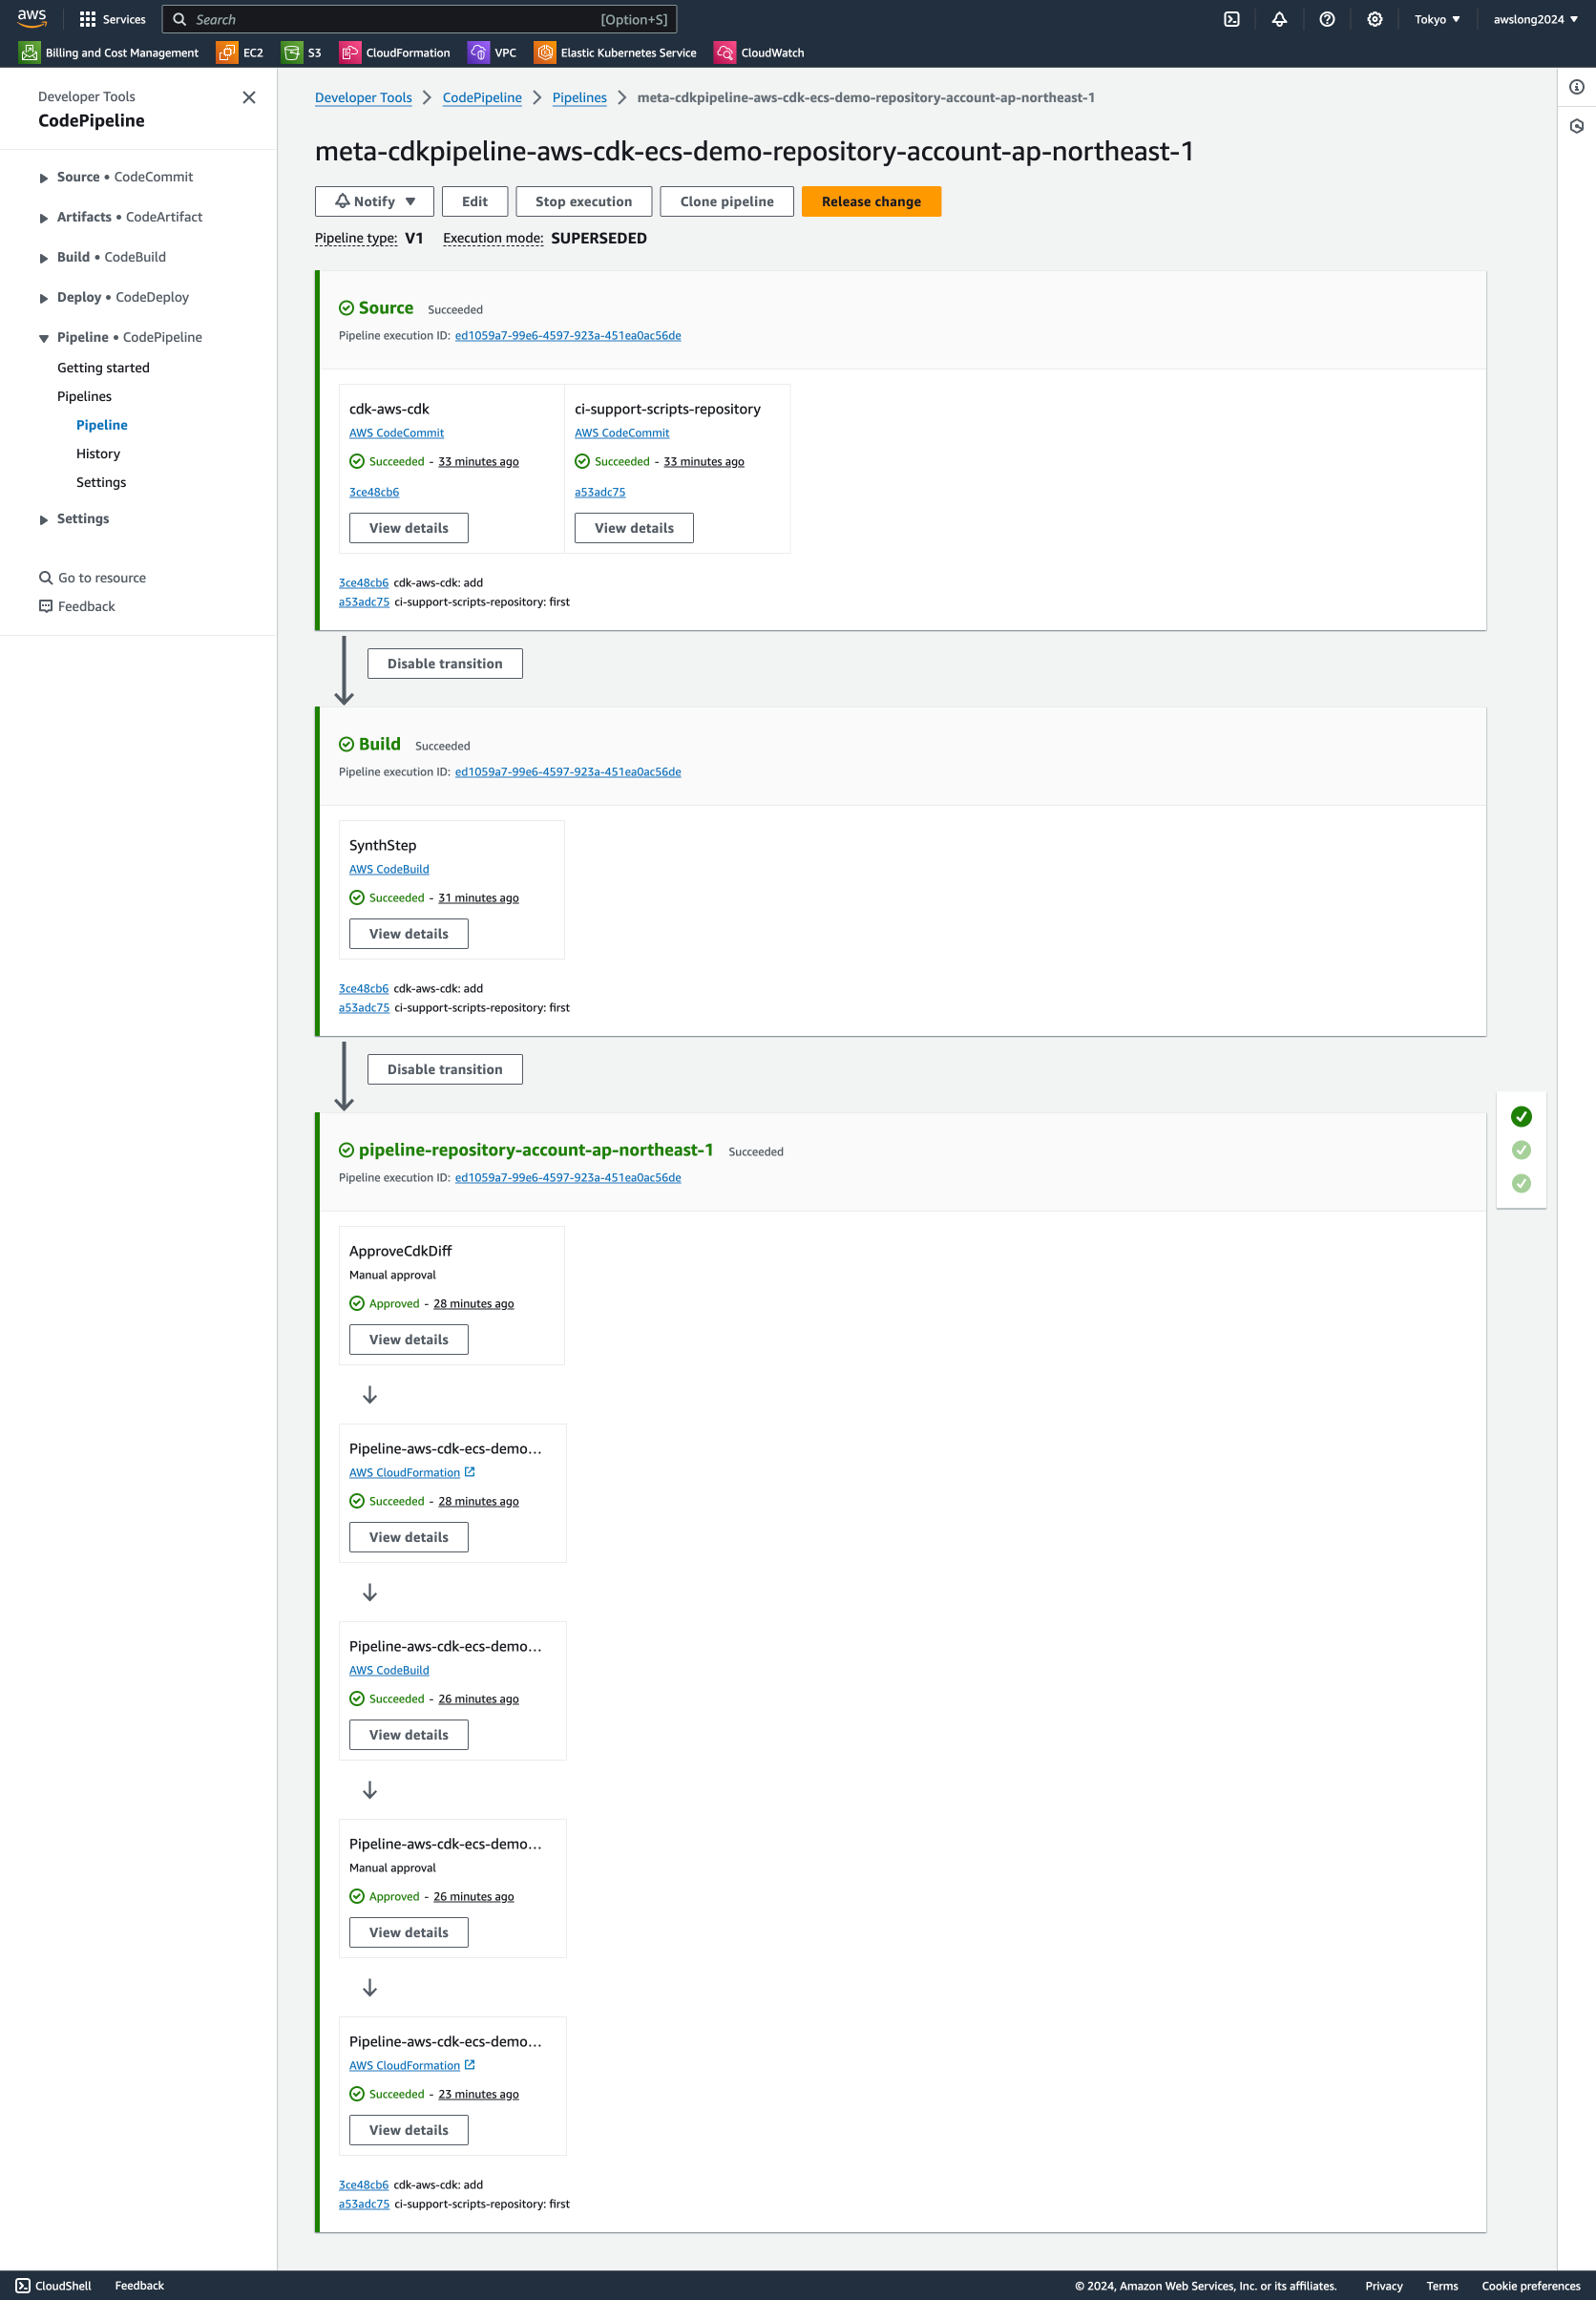 aws Services Search [Option+S] Tokyo awslong2024
Billing and Cost Management EC2 S3 CloudFormation VPC Elastic Kubernetes Service CloudWatch
Developer Tools
CodePipeline
Source • CodeCommit
Artifacts • CodeArtifact
Build • CodeBuild
Deploy • CodeDeploy
Pipeline • CodePipeline
Getting started
Pipelines
Pipeline
History
Settings
Settings
Go to resource
Feedback
Developer Tools > CodePipeline > Pipelines > meta-cdkpipeline-aws-cdk-ecs-demo-repository-account-ap-northeast-1
meta-cdkpipeline-aws-cdk-ecs-demo-repository-account-ap-northeast-1
Notify Edit Stop execution Clone pipeline Release change
Pipeline type: V1 Execution mode: SUPERSEDED
Source Succeeded
Pipeline execution ID: ed1059a7-99e6-4597-923a-451ea0ac56de
cdk-aws-cdk
AWS CodeCommit
Succeeded - 33 minutes ago
3ce48cb6
View details
ci-support-scripts-repository
AWS CodeCommit
Succeeded - 33 minutes ago
a53adc75
View details
3ce48cb6 cdk-aws-cdk: add
a53adc75 ci-support-scripts-repository: first
Disable transition
Build Succeeded
Pipeline execution ID: ed1059a7-99e6-4597-923a-451ea0ac56de
SynthStep
AWS CodeBuild
Succeeded - 31 minutes ago
View details
3ce48cb6 cdk-aws-cdk: add
a53adc75 ci-support-scripts-repository: first
Disable transition
pipeline-repository-account-ap-northeast-1 Succeeded
Pipeline execution ID: ed1059a7-99e6-4597-923a-451ea0ac56de
ApproveCdkDiff
Manual approval
Approved - 28 minutes ago
View details
Pipeline-aws-cdk-ecs-demo...
AWS CloudFormation
Succeeded - 28 minutes ago
View details
Pipeline-aws-cdk-ecs-demo...
AWS CodeBuild
Succeeded - 26 minutes ago
View details
Pipeline-aws-cdk-ecs-demo...
Manual approval
Approved - 26 minutes ago
View details
Pipeline-aws-cdk-ecs-demo...
AWS CloudFormation
Succeeded - 23 minutes ago
View details
3ce48cb6 cdk-aws-cdk: add
a53adc75 ci-support-scripts-repository: first
CloudShell Feedback © 2024, Amazon Web Services, Inc. or its affiliates. Privacy Terms Cookie preferences